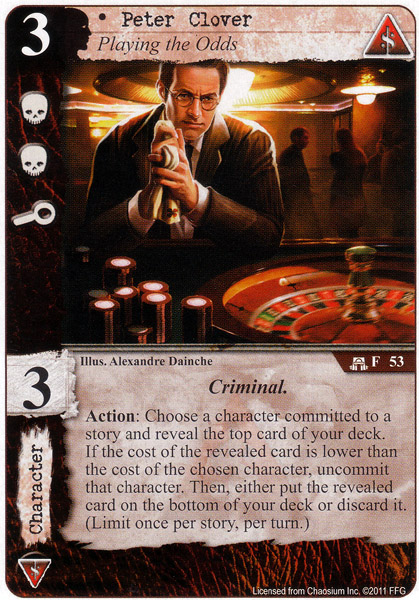 3
• Peter Clover
Playing the Odds
Illus. Alexandre Dainche
F 53
3
Character
Criminal.
Action: Choose a character committed to a
story and reveal the top card of your deck.
If the cost of the revealed card is lower than
the cost of the chosen character, uncommit
that character. Then, either put the revealed
card on the bottom of your deck or discard it.
(Limit once per story, per turn.)
Licensed from Chaosium Inc. ©2011 FFG